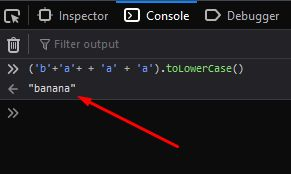 Inspector Console Debugger
Filter output
('b'+'a'+ + 'a' + 'a').toLowerCase()
"banana"